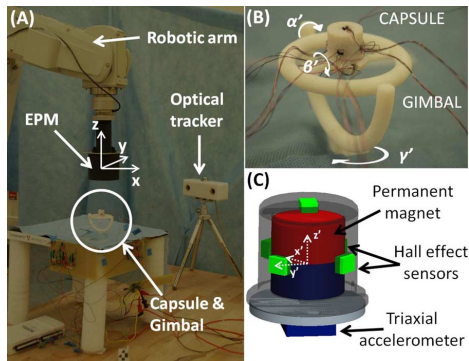 (A)
Robotic arm
EPM
z
y
x
Optical
tracker
Capsule &
Gimbal
(B)
α’
CAPSULE
β’
GIMBAL
γ’
(C)
Permanent
magnet
z’
x’
y’
Hall effect
sensors
Triaxial
accelerometer